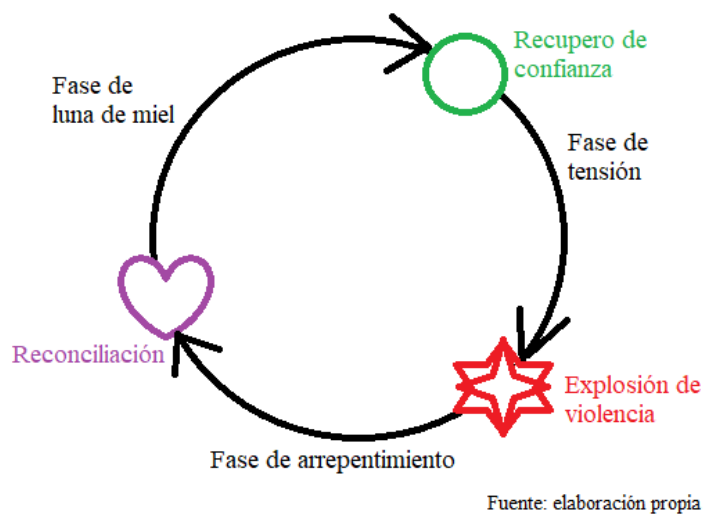 Recupero de
confianza
Fase de
luna de miel
Fase de
tensión
Reconciliación
Explosión de
violencia
Fase de arrepentimiento
Fuente: elaboración propia